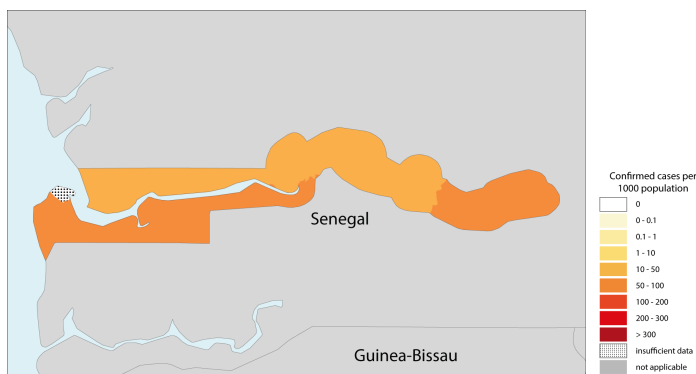 Senegal
Guinea-Bissau
Confirmed cases per
1000 population
0
0 - 0.1
0.1 - 1
1 - 10
10 - 50
50 - 100
100 - 200
200 - 300
> 300
insufficient data
not applicable